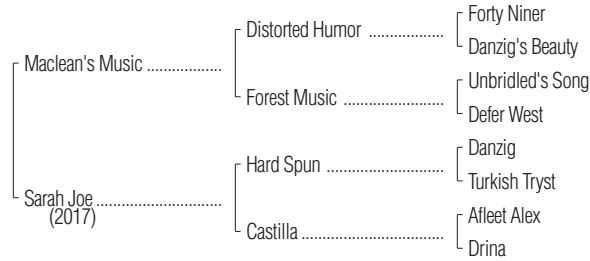 Maclean's Music ..................
Sarah Joe ..............................
(2017)
Distorted Humor ..................
Forest Music ........................
Hard Spun ............................
Castilla ..................................
Forty Niner
Danzig's Beauty
Unbridled's Song
Defer West
Danzig
Turkish Tryst
Afleet Alex
Drina